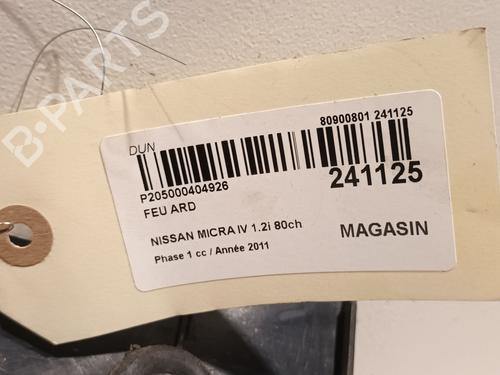 B-PARTS
DUN
80900801 241125
P205000404926
FEU ARD
241125
NISSAN MICRA IV 1.2i 80ch
MAGASIN
Phase 1 cc / Année 2011